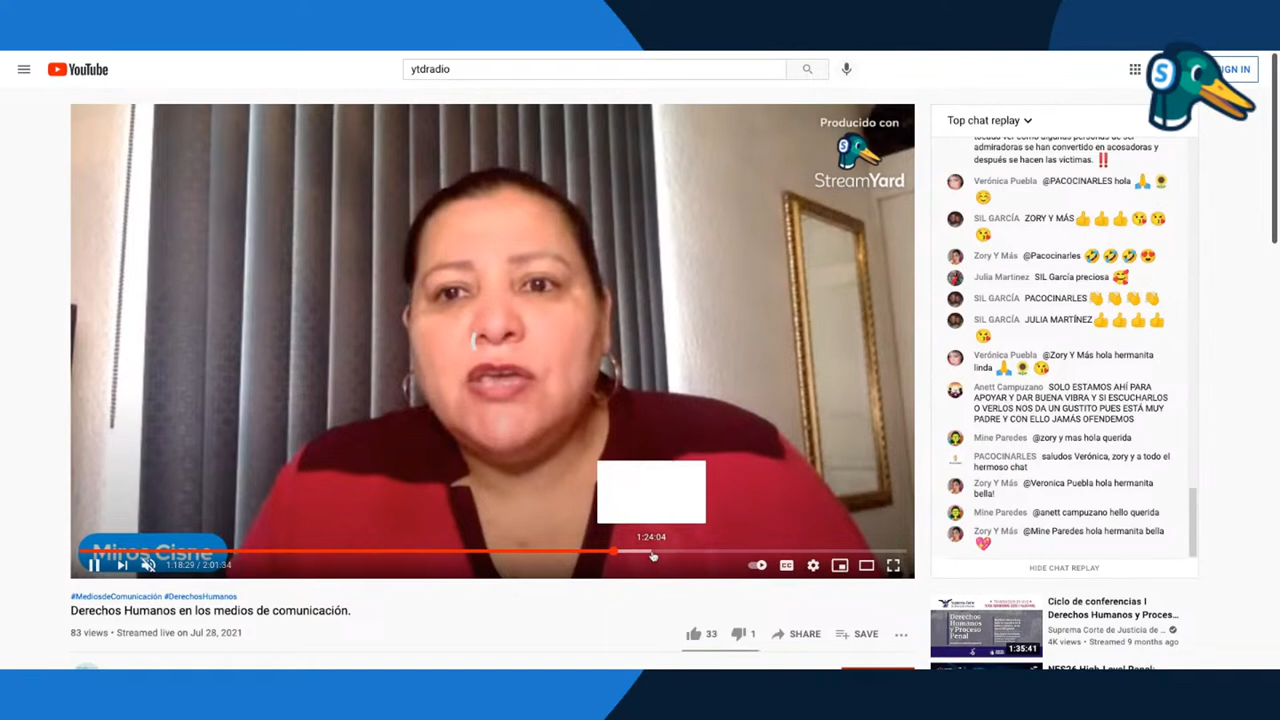 YouTube
ytdradio
S
IGN IN
Producido con
S
StreamYard
Miros Cisne
1:24:04
1:18:29 / 2:01:34
CC
#MediosdeComunicación #DerechosHumanos
Derechos Humanos en los medios de comunicación.
83 views • Streamed live on Jul 28, 2021
33
1
SHARE
SAVE
Top chat replay
admiradoras se han convertido en acosadoras y
después se hacen las víctimas. ‼️
Verónica Puebla @PACOCINARLES hola 🙏 🌻
☺️
SIL GARCÍA ZORY Y MÁS👍👍👍😘😘
😘
Zory Y Más @Pacocinarles 🤣🤣🤣😍
Julia Martinez SIL García preciosa 🥰
SIL GARCÍA PACOCINARLES👏👏👏👏
SIL GARCÍA JULIA MARTÍNEZ👍👍👍👍
😘
Verónica Puebla @Zory Y Más hola hermanita
linda 🙏🌻😘
Anett Campuzano SOLO ESTAMOS AHÍ PARA
APOYAR Y DAR BUENA VIBRA Y SI ESCUCHARLOS
O VERLOS NOS DA UN GUSTITO PUES ESTÁ MUY
PADRE Y CON ELLO JAMÁS OFENDEMOS
Mine Paredes @zory y mas hola querida
PACOCINARLES saludos Verónica, zory y a todo el
hermoso chat
Zory Y Más @Veronica Puebla hola hermanita
bella!
Mine Paredes @anett campuzano hello querida
Zory Y Más @Mine Paredes hola hermanita bella
💖
HIDE CHAT REPLAY
Derechos
Humanos
y Proceso
Penal
1:35:41
Ciclo de conferencias I
Derechos Humanos y Proces...
Suprema Corte de Justicia de ...
4K views • Streamed 9 months ago